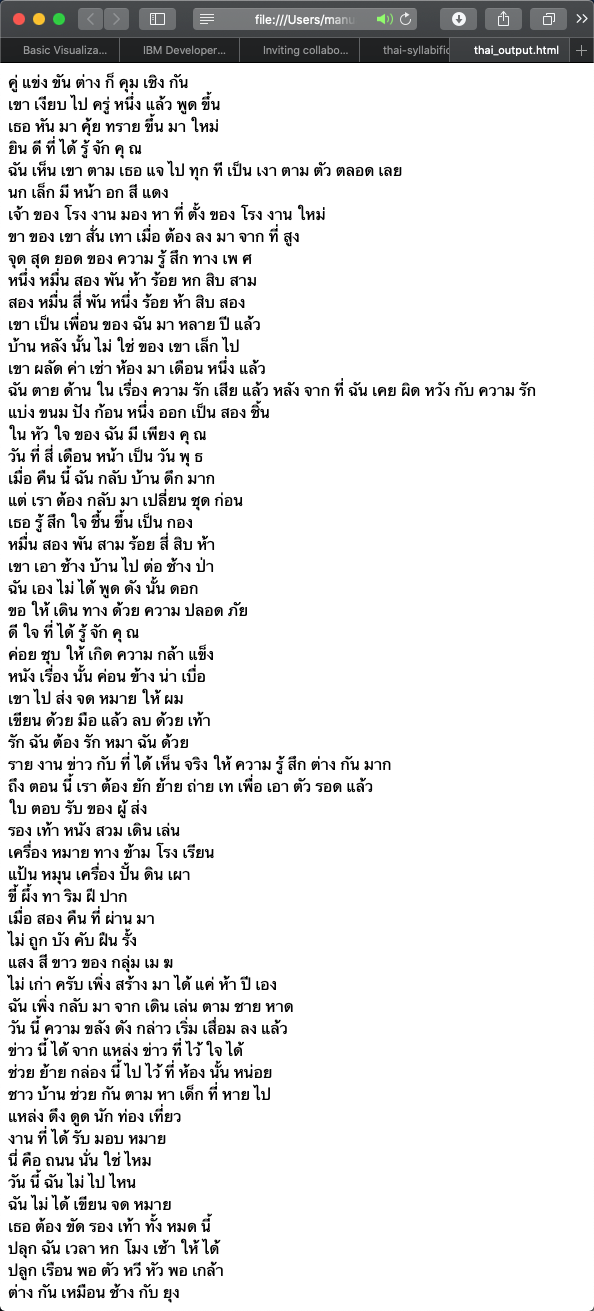 file:///Users/manu
Basic Visualiza...
IBM Developer...
Inviting collabo...
thai-syllabific
thai_output.html
คู่ แข่ง ขัน ต่าง ก็ คุม เชิง กัน
เขา เงียบ ไป ครู่ หนึ่ง แล้ว พูด ขึ้น
เธอ หัน มา คุ้ย ทราย ขึ้น มา ใหม่
ยิน ดี ที่ ได้ รู้ จัก คุ ณ
ฉัน เห็น เขา ตาม เธอ แจ ไป ทุก ที เป็น เงา ตาม ตัว ตลอด เลย
นก เล็ก มี หน้า อก สี แดง
เจ้า ของ โรง งาน มอง หา ที่ ตั้ง ของ โรง งาน ใหม่
ขา ของ เขา สั่น เทา เมื่อ ต้อง ลง มา จาก ที่ สูง
จุด สุด ยอด ของ ความ รู้ สึก ทาง เพ ศ
หนึ่ง หมื่น สอง พัน ห้า ร้อย หก สิบ สาม
สอง หมื่น สี่ พัน หนึ่ง ร้อย ห้า สิบ สอง
เขา เป็น เพื่อน ของ ฉัน มา หลาย ปี แล้ว
บ้าน หลัง นั้น ไม่ ใช่ ของ เขา เล็ก ไป
เขา ผลัด ค่า เช่า ห้อง มา เดือน หนึ่ง แล้ว
ฉัน ตาย ด้าน ใน เรื่อง ความ รัก เสีย แล้ว หลัง จาก ที่ ฉัน เคย ผิด หวัง กับ ความ รัก
แบ่ง ขนม ปัง ก้อน หนึ่ง ออก เป็น สอง ชิ้น
ใน หัว ใจ ของ ฉัน มี เพียง คุ ณ
วัน ที่ สี่ เดือน หน้า เป็น วัน พุ ธ
เมื่อ คืน นี้ ฉัน กลับ บ้าน ดึก มาก
แต่ เรา ต้อง กลับ มา เปลี่ยน ชุด ก่อน
เธอ รู้ สึก ใจ ชื้น ขึ้น เป็น กอง
หมื่น สอง พัน สาม ร้อย สี่ สิบ ห้า
เขา เอา ช้าง บ้าน ไป ต่อ ช้าง ป่า
ฉัน เอง ไม่ ได้ พูด ดัง นั้น ดอก
ขอ ให้ เดิน ทาง ด้วย ความ ปลอด ภัย
ดี ใจ ที่ ได้ รู้ จัก คุ ณ
ค่อย ชุบ ให้ เกิด ความ กล้า แข็ง
หนัง เรื่อง นั้น ค่อน ข้าง น่า เบื่อ
เขา ไป ส่ง จด หมาย ให้ ผม
เขียน ด้วย มือ แล้ว ลบ ด้วย เท้า
รัก ฉัน ต้อง รัก หมา ฉัน ด้วย
ราย งาน ข่าว กับ ที่ ได้ เห็น จริง ให้ ความ รู้ สึก ต่าง กัน มาก
ถึง ตอน นี้ เรา ต้อง ยัก ย้าย ถ่าย เท เพื่อ เอา ตัว รอด แล้ว
ใบ ตอบ รับ ของ ผู้ ส่ง
รอง เท้า หนัง สวม เดิน เล่น
เครื่อง หมาย ทาง ข้าม โรง เรียน
แป้น หมุน เครื่อง ปั้น ดิน เผา
ขี้ ผึ้ง ทา ริม ฝี ปาก
เมื่อ สอง คืน ที่ ผ่าน มา
ไม่ ถูก บัง คับ ฝืน รั้ง
แสง สี ขาว ของ กลุ่ม เม ฆ
ไม่ เก่า ครับ เพิ่ง สร้าง มา ได้ แค่ ห้า ปี เอง
ฉัน เพิ่ง กลับ มา จาก เดิน เล่น ตาม ชาย หาด
วัน นี้ ความ ขลัง ดัง กล่าว เริ่ม เสื่อม ลง แล้ว
ข่าว นี้ ได้ จาก แหล่ง ข่าว ที่ ไว้ ใจ ได้
ช่วย ย้าย กล่อง นี้ ไป ไว้ ที่ ห้อง นั้น หน่อย
ชาว บ้าน ช่วย กัน ตาม หา เด็ก ที่ หาย ไป
แหล่ง ดึง ดูด นัก ท่อง เที่ยว
งาน ที่ ได้ รับ มอบ หมาย
นี่ คือ ถนน นั่น ใช่ ไหม
วัน นี้ ฉัน ไม่ ไป ไหน
ฉัน ไม่ ได้ เขียน จด หมาย
เธอ ต้อง ขัด รอง เท้า ทั้ง หมด นี้
ปลุก ฉัน เวลา หก โมง เช้า ให้ ได้
ปลูก เรือน พอ ตัว หวี หัว พอ เกล้า
ต่าง กัน เหมือน ช้าง กับ ยุง